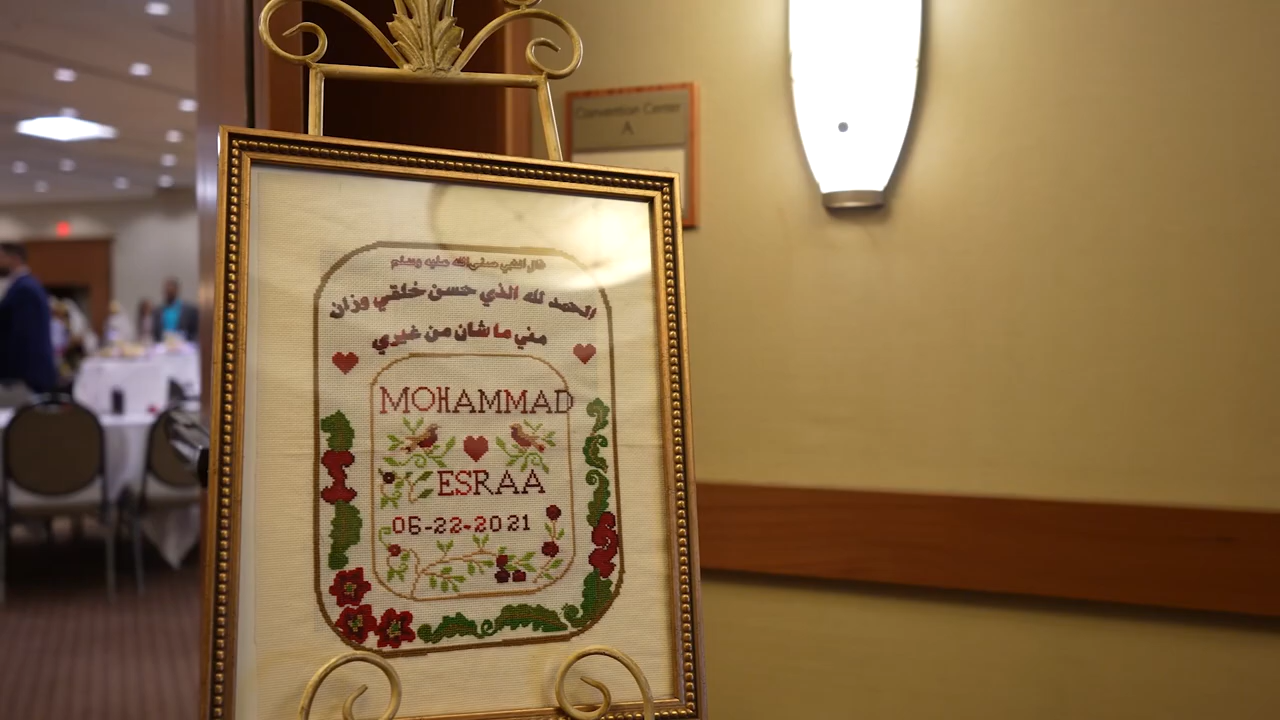 Convention Center
A
قال النبي صلى الله عليه وسلم
الحمد لله الذي حسن خلقي وزان
مني ما شان من غيري
MOHAMMAD
ESRAA
05-22-2021